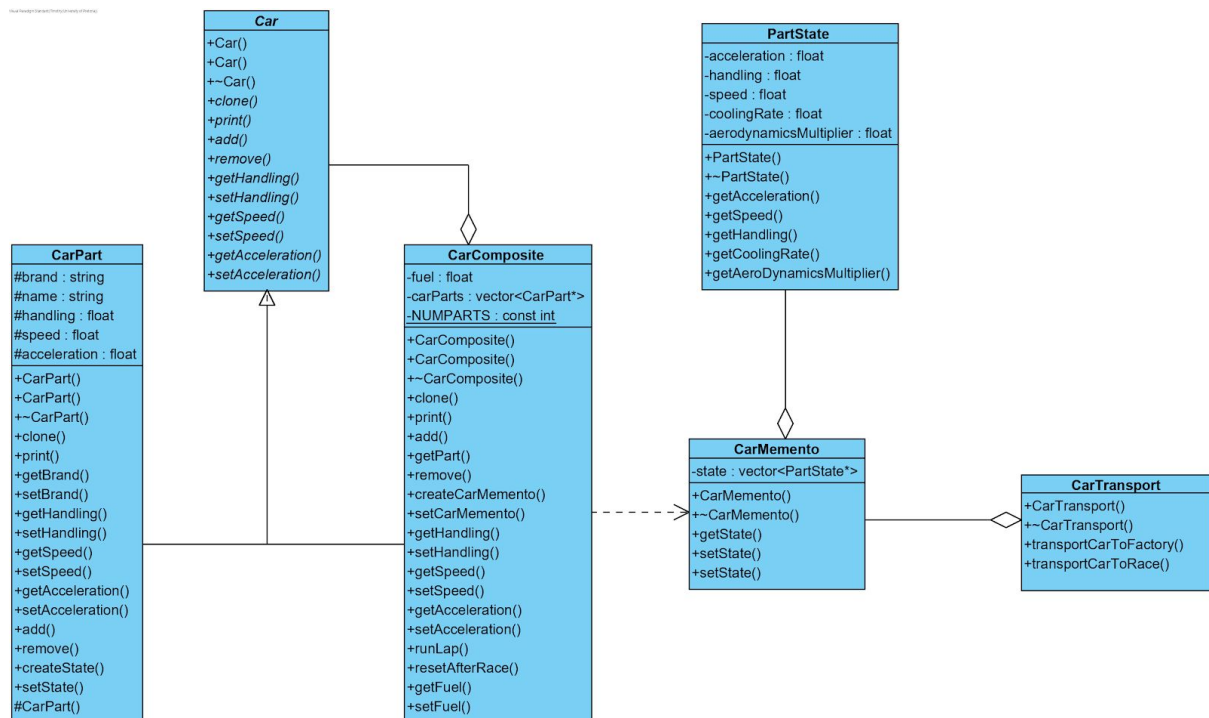 Car
+Car()
+Car()
+~Car()
+clone()
+print()
+add()
+remove()
+getHandling()
+setHandling()
+getSpeed()
+setSpeed()
+getAcceleration()
+setAcceleration()
CarPart
#brand : string
#name : string
#handling : float
#speed : float
#acceleration : float
+CarPart()
+CarPart()
+~CarPart()
+clone()
+print()
+getBrand()
+setBrand()
+getHandling()
+setHandling()
+getSpeed()
+setSpeed()
+getAcceleration()
+setAcceleration()
+add()
+remove()
+createState()
+setState()
#CarPart()
CarComposite
-fuel : float
-carParts : vector<CarPart*>
-NUMPARTS : const int
+CarComposite()
+CarComposite()
+~CarComposite()
+clone()
+print()
+add()
+getPart()
+remove()
+createCarMemento()
+setCarMemento()
+getHandling()
+setHandling()
+getSpeed()
+setSpeed()
+getAcceleration()
+setAcceleration()
+runLap()
+resetAfterRace()
+getFuel()
+setFuel()
PartState
-acceleration : float
-handling : float
-speed : float
-coolingRate : float
-aerodynamicsMultiplier : float
+PartState()
+~PartState()
+getAcceleration()
+getSpeed()
+getHandling()
+getCoolingRate()
+getAeroDynamicsMultiplier()
CarMemento
-state : vector<PartState*>
+CarMemento()
+~CarMemento()
+getState()
+setState()
+setState()
CarTransport
+CarTransport()
+~CarTransport()
+transportCarToFactory()
+transportCarToRace()